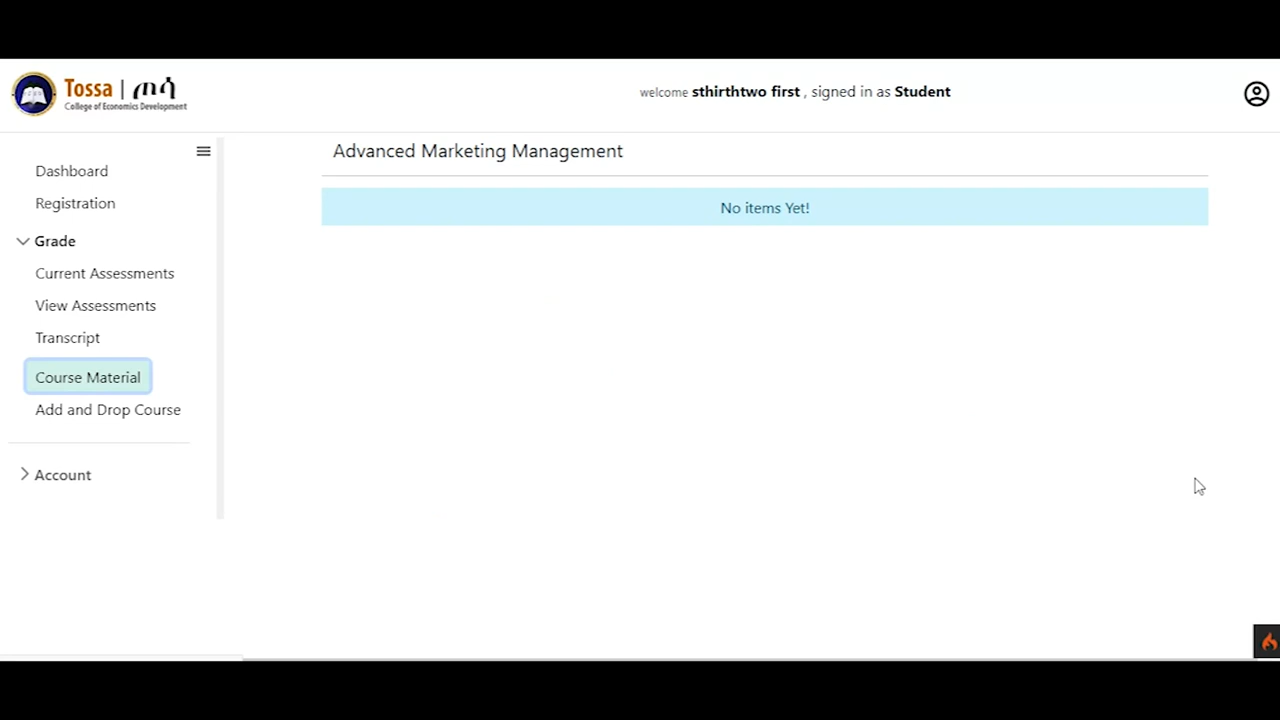 Tossa | ጦሳ
College of Economics Development
welcome sthirthtwo first , signed in as Student
Dashboard
Registration
Grade
Current Assessments
View Assessments
Transcript
Course Material
Add and Drop Course
Account
Advanced Marketing Management
No items Yet!